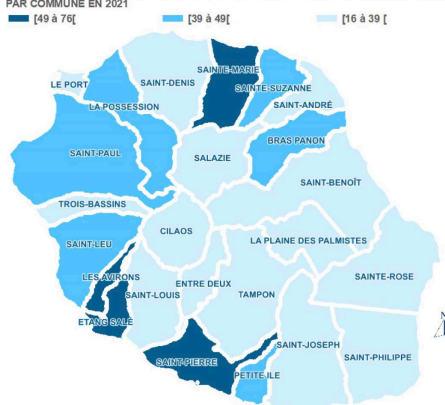 PAR COMMUNE EN 2021
[49 à 76[ [39 à 49[ [16 à 39 [
SAINTE-MARIE
SAINT-DENIS
LE PORT
SAINTE-SUZANNE
LA POSSESSION
SAINT-ANDRÉ
BRAS PANON
SAINT-PAUL
SALAZIE
SAINT-BENOÎT
TROIS-BASSINS
CILAOS
SAINT-LEU
LA PLAINE DES PALMISTES
LES AVIRONS
SAINTE-ROSE
ENTRE DEUX
SAINT-LOUIS
TAMPON
ETANG SALÉ
SAINT-JOSEPH
SAINT-PHILIPPE
SAINT-PIERRE
PETITE ILE